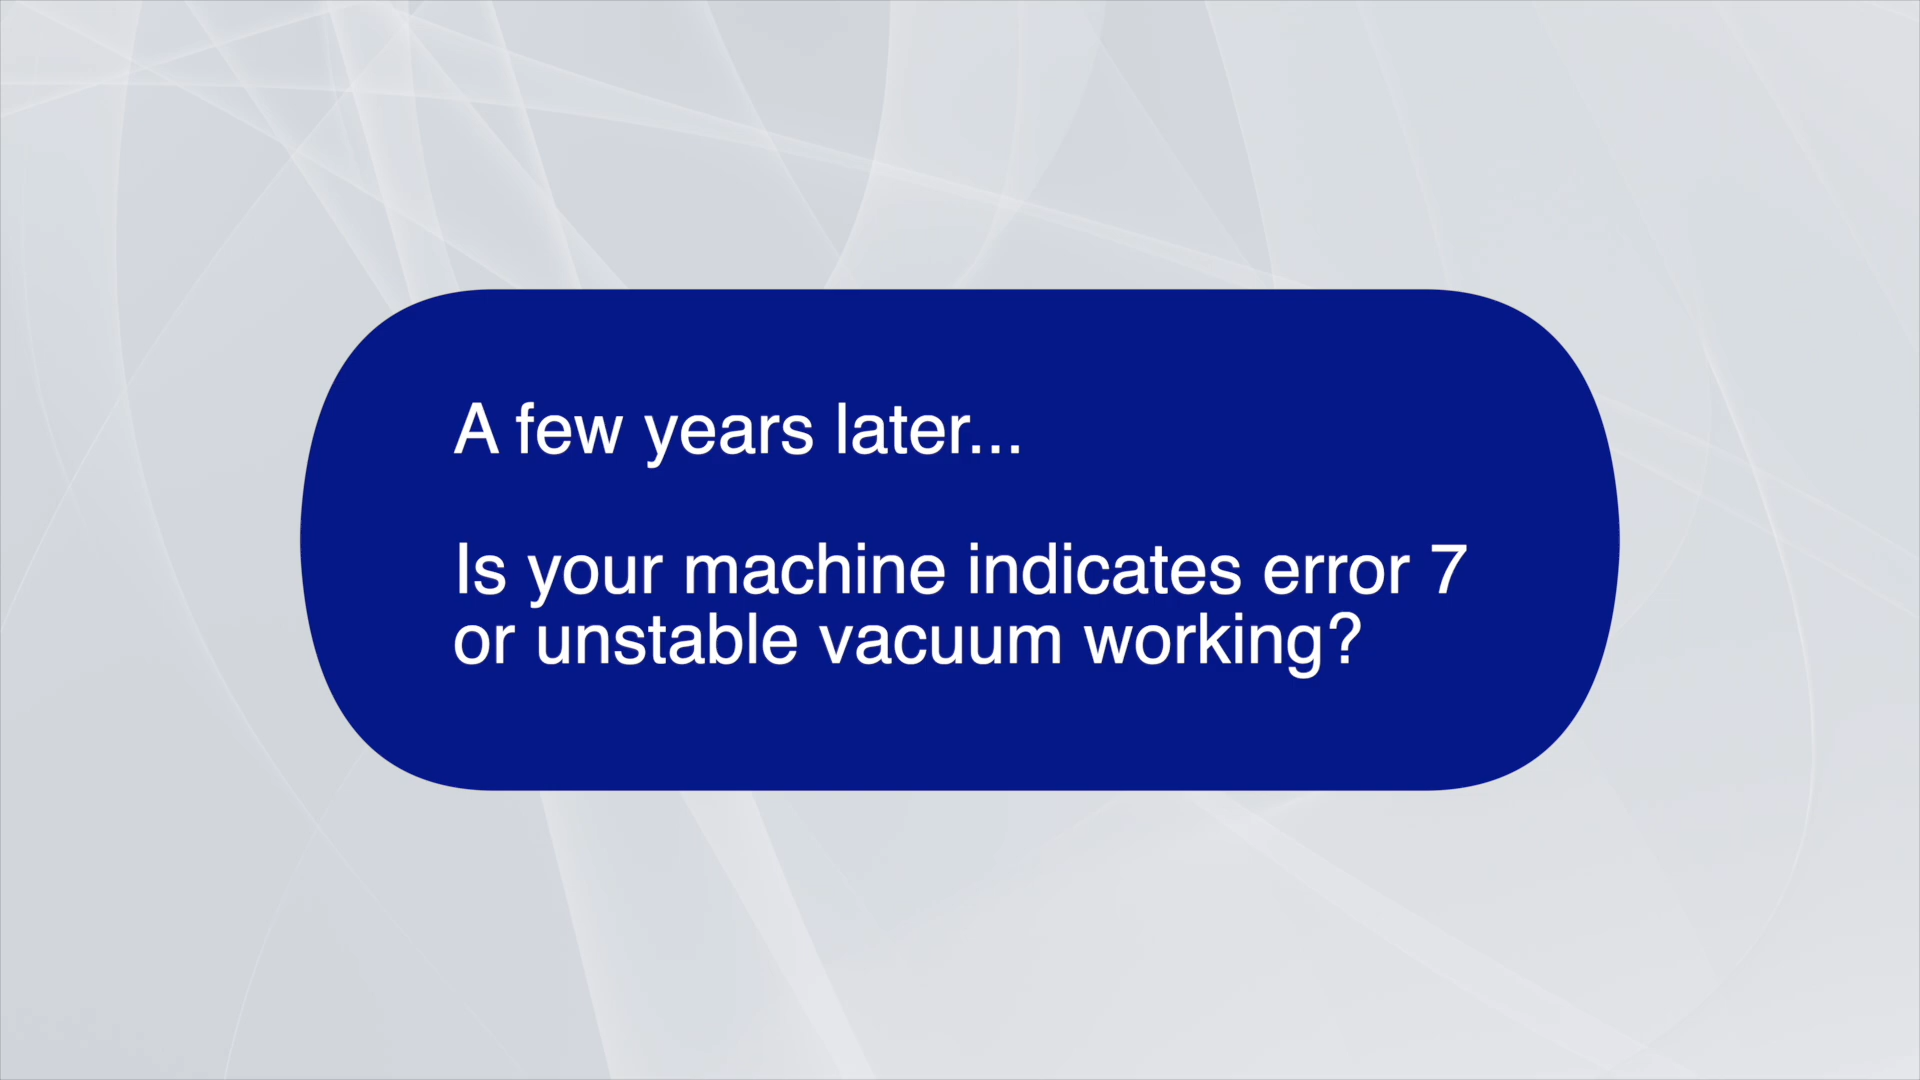 A few years later...
Is your machine indicates error 7
or unstable vacuum working?